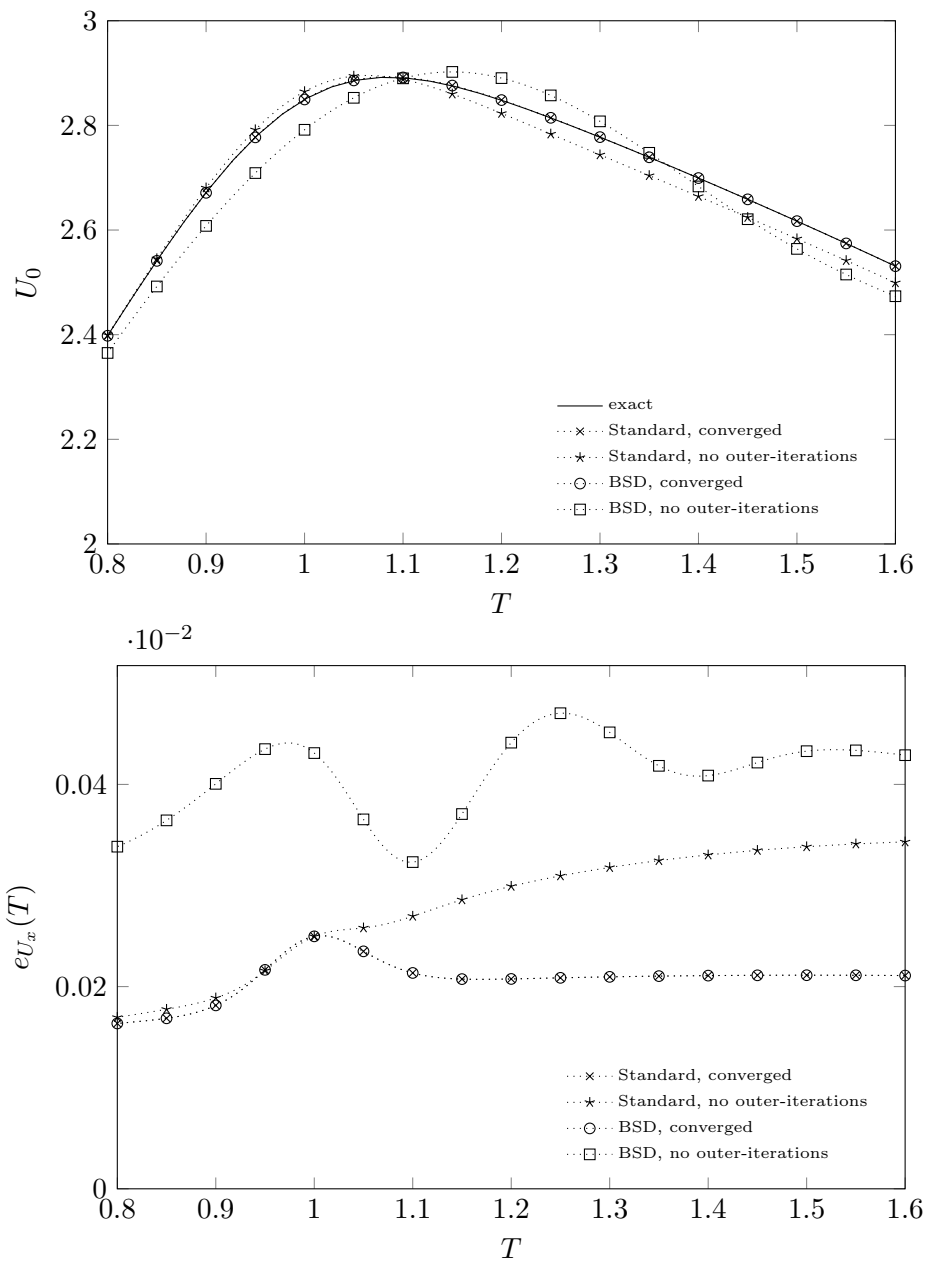 3
2.8
2.6
2.4
2.2
2
U₀
exact
Standard, converged
Standard, no outer-iterations
BSD, converged
BSD, no outer-iterations
0.8 0.9 1 1.1 1.2 1.3 1.4 1.5 1.6
T
·10⁻²
0.04
0.02
0
e_{U_x}(T)
Standard, converged
Standard, no outer-iterations
BSD, converged
BSD, no outer-iterations
0.8 0.9 1 1.1 1.2 1.3 1.4 1.5 1.6
T